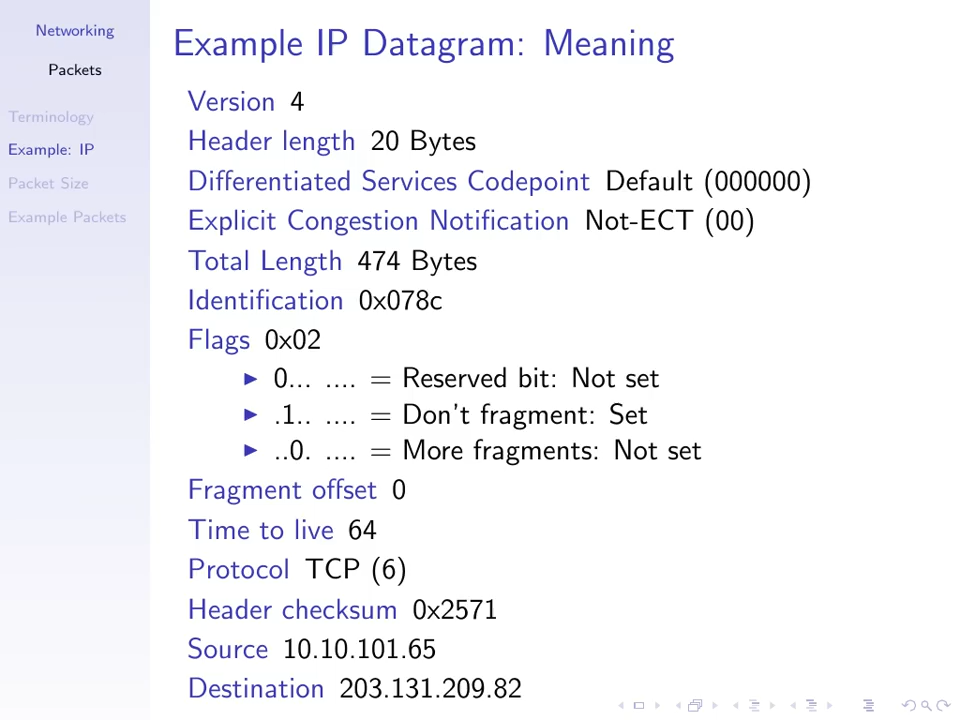 Networking
Packets
Terminology
Example: IP
Packet Size
Example Packets
Example IP Datagram: Meaning
Version 4
Header length 20 Bytes
Differentiated Services Codepoint Default (000000)
Explicit Congestion Notification Not-ECT (00)
Total Length 474 Bytes
Identification 0x078c
Flags 0x02
▶ 0... .... = Reserved bit: Not set
▶ .1.. .... = Don't fragment: Set
▶ ..0. .... = More fragments: Not set
Fragment offset 0
Time to live 64
Protocol TCP (6)
Header checksum 0x2571
Source 10.10.101.65
Destination 203.131.209.82